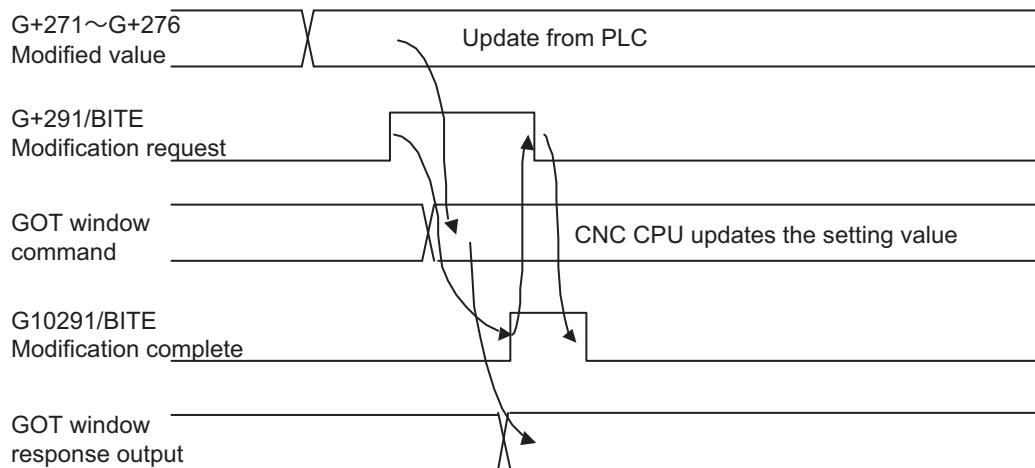 G+271～G+276
Modified value
Update from PLC
G+291/BITE
Modification request
GOT window
command
CNC CPU updates the setting value
G10291/BITE
Modification complete
GOT window
response output